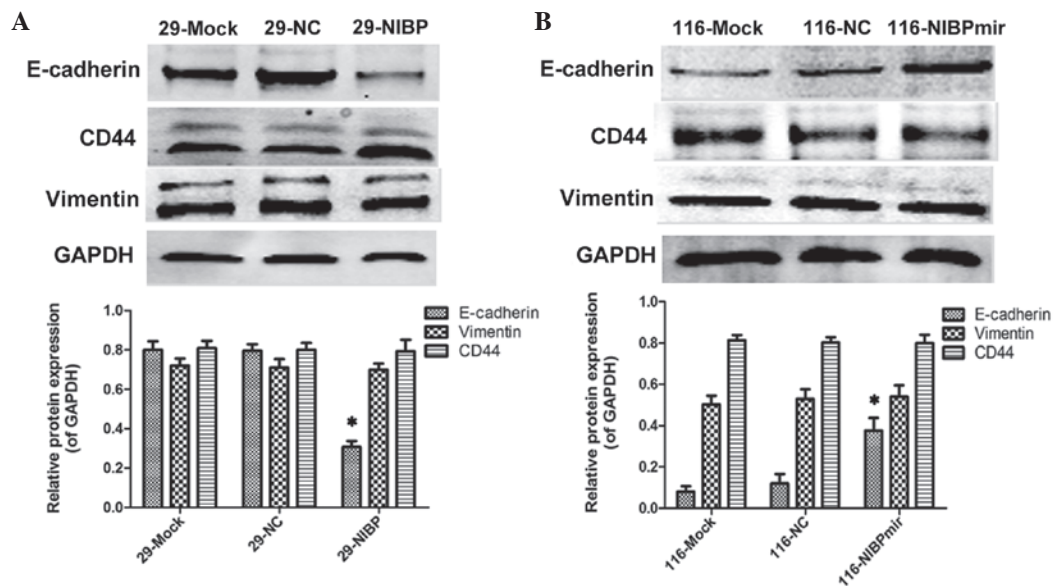 A
29-Mock 29-NC 29-NIBP
E-cadherin
CD44
Vimentin
GAPDH
Relative protein expression
(of GAPDH)
1.0
0.8
0.6
0.4
0.2
0.0
*
E-cadherin
Vimentin
CD44
29-Mock
29-NC
29-NIBP
B
116-Mock 116-NC 116-NIBPmir
E-cadherin
CD44
Vimentin
GAPDH
Relative protein expression
(of GAPDH)
1.0
0.8
0.6
0.4
0.2
0.0
*
E-cadherin
Vimentin
CD44
116-Mock
116-NC
116-NIBPmir